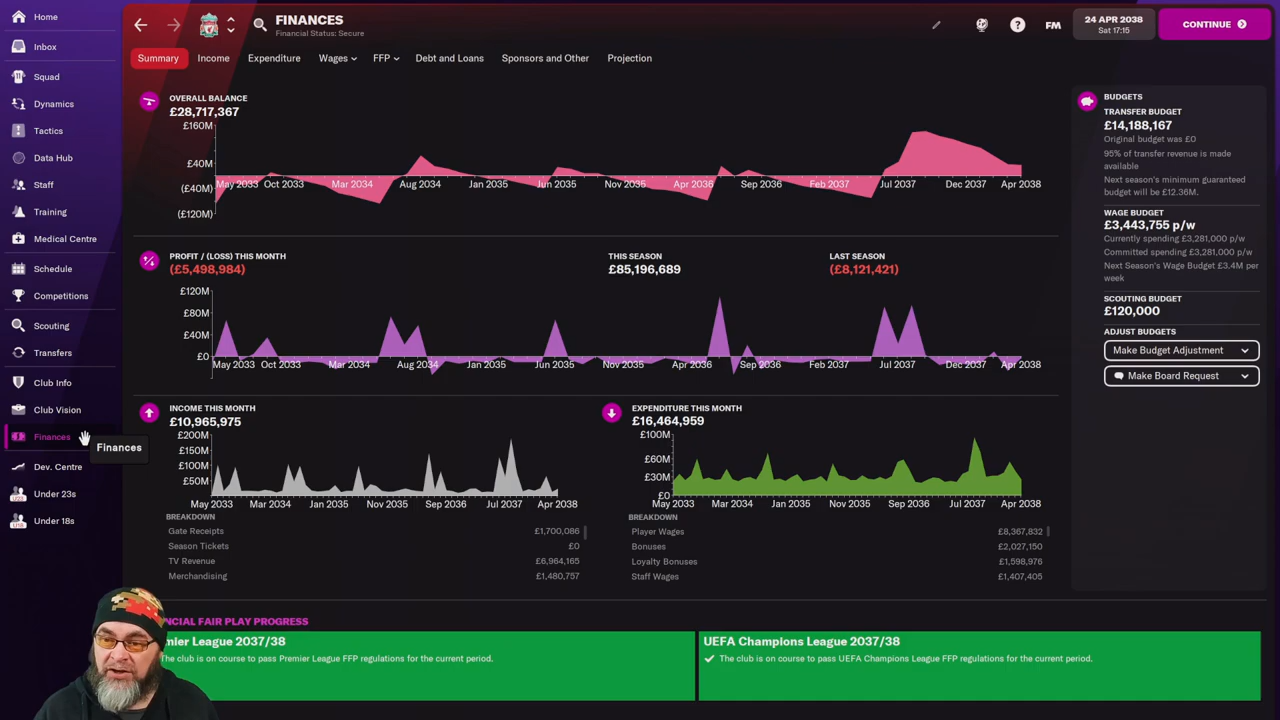 Home
Inbox
Squad
Dynamics
Tactics
Data Hub
Staff
Training
Medical Centre
Schedule
Competitions
Scouting
Transfers
Club Info
Club Vision
Finances
Finances
Dev. Centre
Under 23s
Under 18s
FINANCES
Financial Status: Secure
FM
24 APR 2038
Sat 17:15
CONTINUE
Summary
Income
Expenditure
Wages
FFP
Debt and Loans
Sponsors and Other
Projection
OVERALL BALANCE
£28,717,367
£160M
£40M
(£40M)
(£120M)
May 2033 Oct 2033 Mar 2034 Aug 2034 Jan 2035 Jun 2035 Nov 2035 Apr 2036 Sep 2036 Feb 2037 Jul 2037 Dec 2037 Apr 2038
PROFIT / (LOSS) THIS MONTH
(£5,498,984)
THIS SEASON
£85,196,689
LAST SEASON
(£8,121,421)
£120M
£80M
£40M
£0
May 2033 Oct 2033 Mar 2034 Aug 2034 Jan 2035 Jun 2035 Nov 2035 Apr 2036 Sep 2036 Feb 2037 Jul 2037 Dec 2037 Apr 2038
INCOME THIS MONTH
£10,965,975
£200M
£150M
£100M
£50M
May 2033 Mar 2034 Jan 2035 Nov 2035 Sep 2036 Jul 2037 Apr 2038
BREAKDOWN
Gate Receipts £1,700,086
Season Tickets £0
TV Revenue £6,964,165
Merchandising £1,480,757
EXPENDITURE THIS MONTH
£16,464,959
£100M
£60M
£30M
£0
May 2033 Mar 2034 Jan 2035 Nov 2035 Sep 2036 Jul 2037 Apr 2038
BREAKDOWN
Player Wages £8,367,832
Bonuses £2,027,150
Loyalty Bonuses £1,598,976
Staff Wages £1,407,405
BUDGETS
TRANSFER BUDGET
£14,188,167
Original budget was £0
95% of transfer revenue is made
available
Next season's minimum guaranteed
budget will be £12.36M.
WAGE BUDGET
£3,443,755 p/w
Currently spending £3,281,000 p/w
Committed spending £3,281,000 p/w
Next Season's Wage Budget £3.4M per
week
SCOUTING BUDGET
£120,000
ADJUST BUDGETS
Make Budget Adjustment
Make Board Request
NCIAL FAIR PLAY PROGRESS
mier League 2037/38
The club is on course to pass Premier League FFP regulations for the current period.
UEFA Champions League 2037/38
The club is on course to pass UEFA Champions League FFP regulations for the current period.